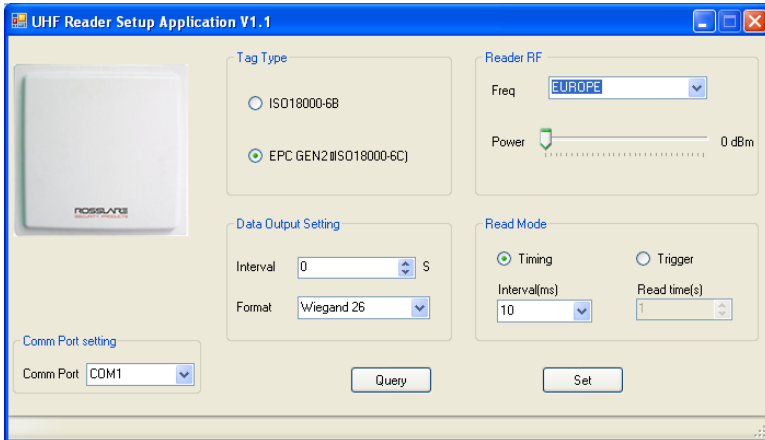 UHF Reader Setup Application V1.1
ROSSLARE
SECURITY PRODUCTS
Tag Type
ISO18000-6B
EPC GEN2(ISO18000-6C)
Reader RF
Freq
EUROPE
Power
0 dBm
Data Output Setting
Interval
0
S
Format
Wiegand 26
Read Mode
Timing
Trigger
Interval(ms)
Read time(s)
10
1
Comm Port setting
Comm Port
COM1
Query
Set